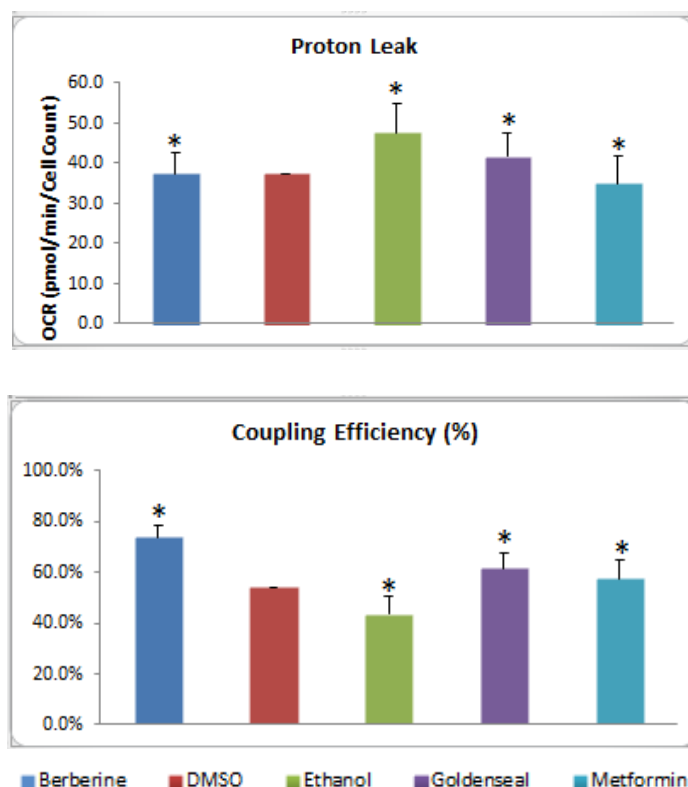 Proton Leak
OCR (pmol/min/Cell Count)
60.0
50.0
40.0
30.0
20.0
10.0
0.0
* * * *
Coupling Efficiency (%)
100.0%
80.0%
60.0%
40.0%
20.0%
0.0%
* * * *
Berberine DMSO Ethanol Goldenseal Metformin